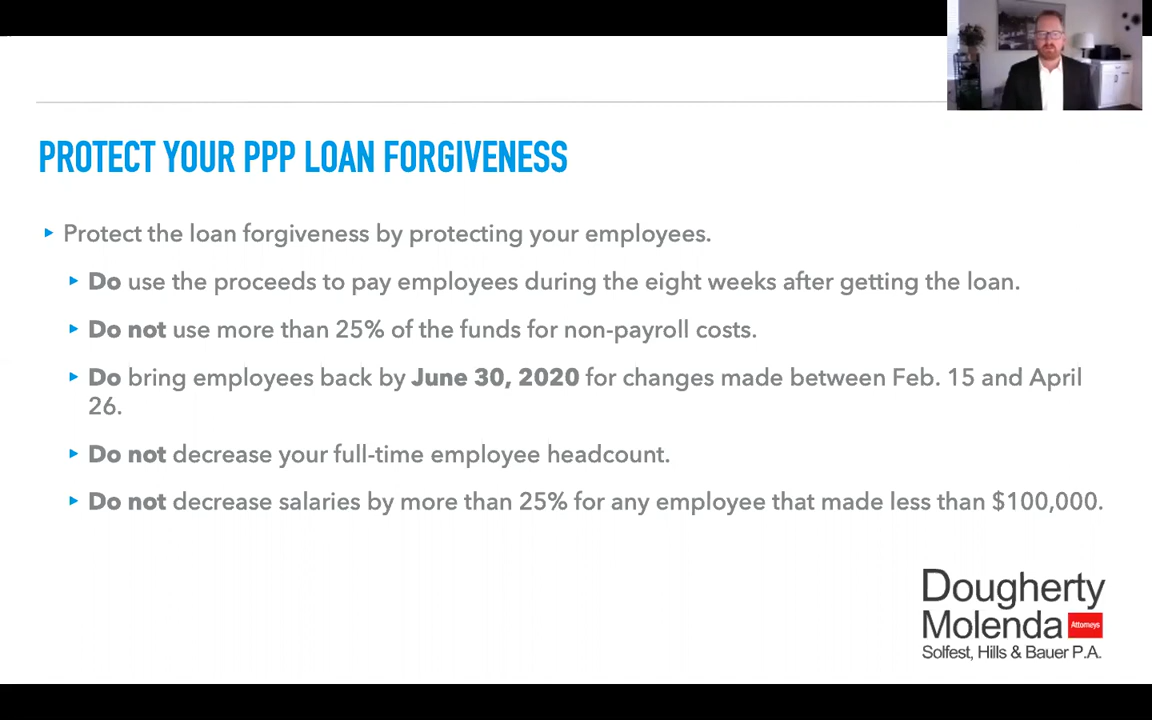 PROTECT YOUR PPP LOAN FORGIVENESS
Protect the loan forgiveness by protecting your employees.
Do use the proceeds to pay employees during the eight weeks after getting the loan.
Do not use more than 25% of the funds for non-payroll costs.
Do bring employees back by June 30, 2020 for changes made between Feb. 15 and April
26.
Do not decrease your full-time employee headcount.
Do not decrease salaries by more than 25% for any employee that made less than $100,000.
Dougherty
Molenda Attorneys
Solfest, Hills & Bauer P.A.